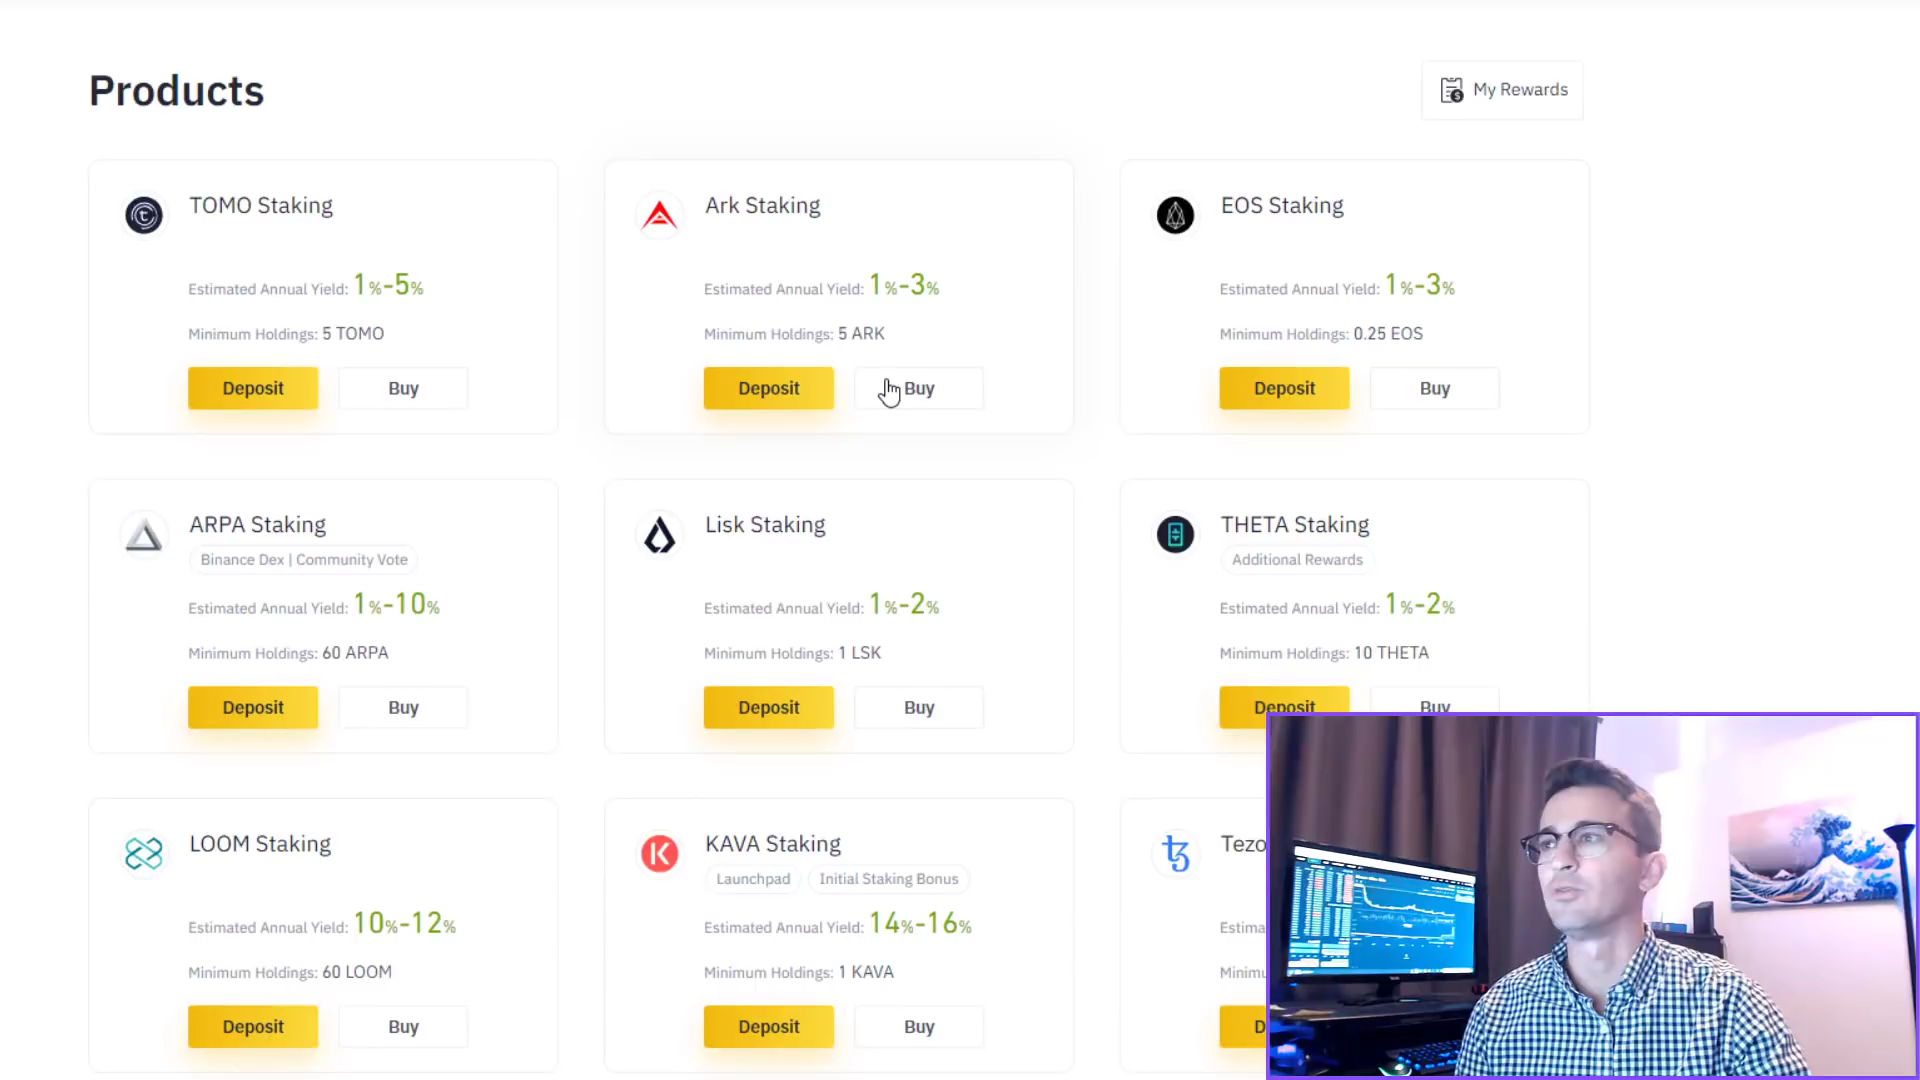 Products
My Rewards
TOMO Staking
Estimated Annual Yield: 1%-5%
Minimum Holdings: 5 TOMO
Deposit
Buy
Ark Staking
Estimated Annual Yield: 1%-3%
Minimum Holdings: 5 ARK
Deposit
Buy
EOS Staking
Estimated Annual Yield: 1%-3%
Minimum Holdings: 0.25 EOS
Deposit
Buy
ARPA Staking
Binance Dex | Community Vote
Estimated Annual Yield: 1%-10%
Minimum Holdings: 60 ARPA
Deposit
Buy
Lisk Staking
Estimated Annual Yield: 1%-2%
Minimum Holdings: 1 LSK
Deposit
Buy
THETA Staking
Additional Rewards
Estimated Annual Yield: 1%-2%
Minimum Holdings: 10 THETA
Deposit
Buy
LOOM Staking
Estimated Annual Yield: 10%-12%
Minimum Holdings: 60 LOOM
Deposit
Buy
KAVA Staking
Launchpad
Initial Staking Bonus
Estimated Annual Yield: 14%-16%
Minimum Holdings: 1 KAVA
Deposit
Buy
Tezo
Estima
Minimu
D